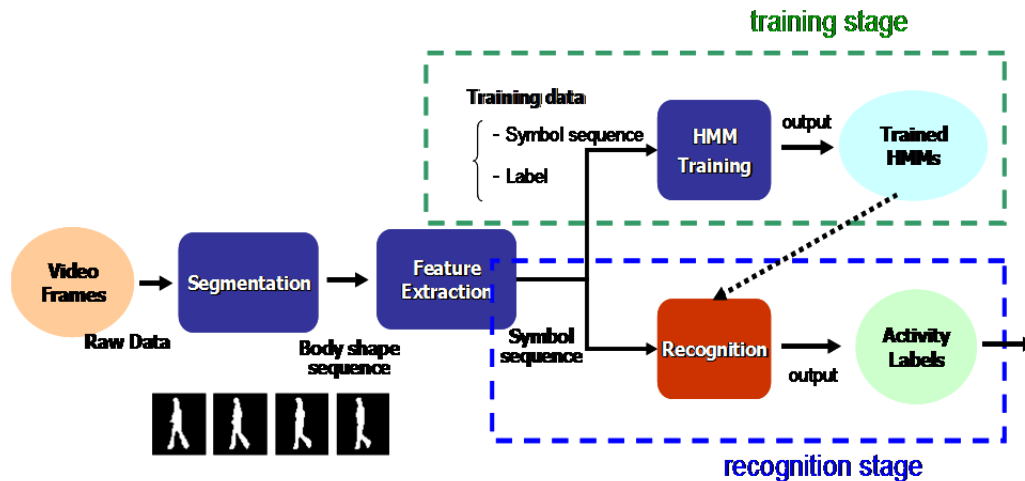 training stage
Training data
- Symbol sequence
- Label
HMM
Training
output
Trained
HMMs
Video
Frames
Raw Data
Segmentation
Body shape
sequence
Feature
Extraction
Symbol
sequence
Recognition
output
Activity
Labels
recognition stage